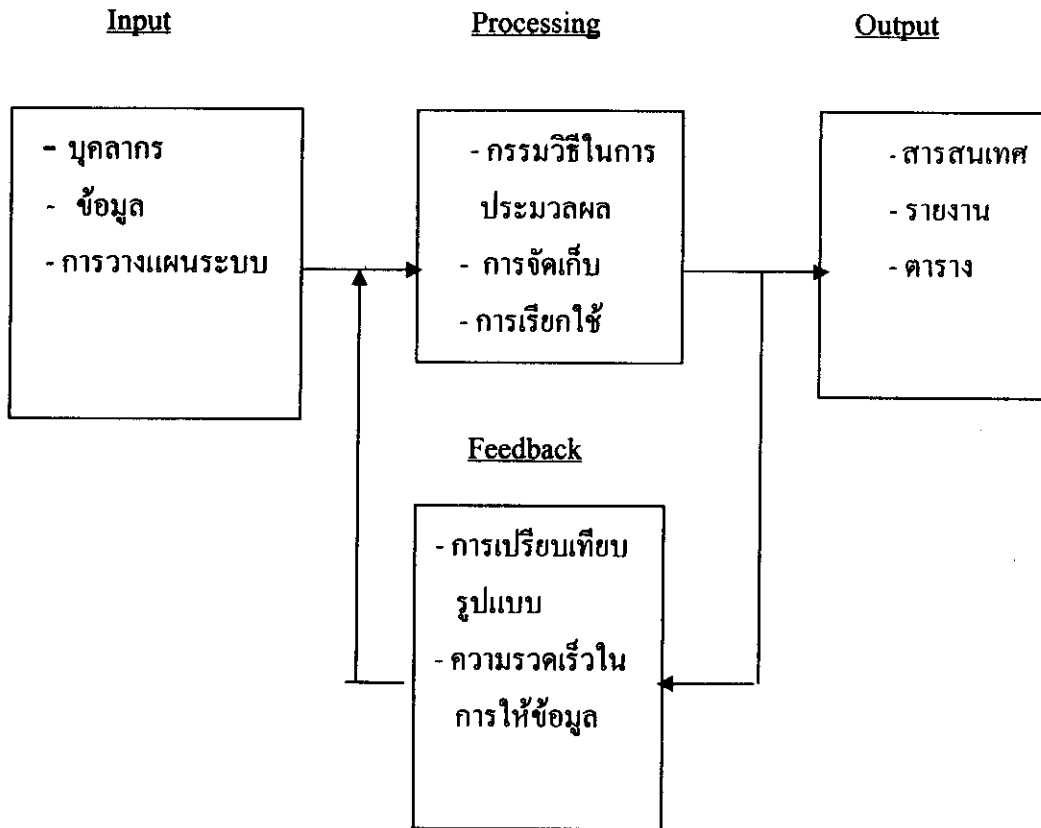 Input
Processing
Output
- บุคลากร
- ข้อมูล
- การวางแผนระบบ
- กรรมวิธีในการ
ประมวลผล
- การจัดเก็บ
- การเรียกใช้
- สารสนเทศ
- รายงาน
- ตาราง
Feedback
- การเปรียบเทียบ
รูปแบบ
- ความรวดเร็วใน
การให้ข้อมูล